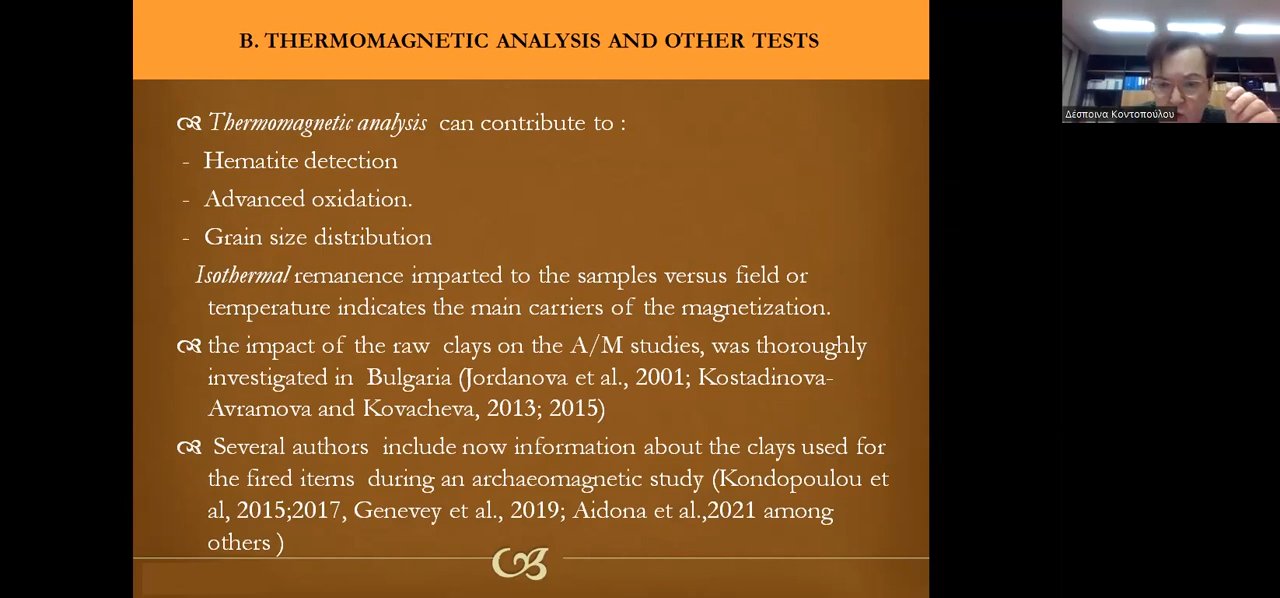 B. THERMOMAGNETIC ANALYSIS AND OTHER TESTS
Thermomagnetic analysis can contribute to :
- Hematite detection
- Advanced oxidation.
- Grain size distribution
Isothermal remanence imparted to the samples versus field or
temperature indicates the main carriers of the magnetization.
the impact of the raw clays on the A/M studies, was thoroughly
investigated in Bulgaria (Jordanova et al., 2001; Kostadinova-
Avramova and Kovacheva, 2013; 2015)
Several authors include now information about the clays used for
the fired items during an archaeomagnetic study (Kondopoulou et
al, 2015;2017, Genevey et al., 2019; Aidona et al.,2021 among
others )
Δέσποινα Κοντοπούλου